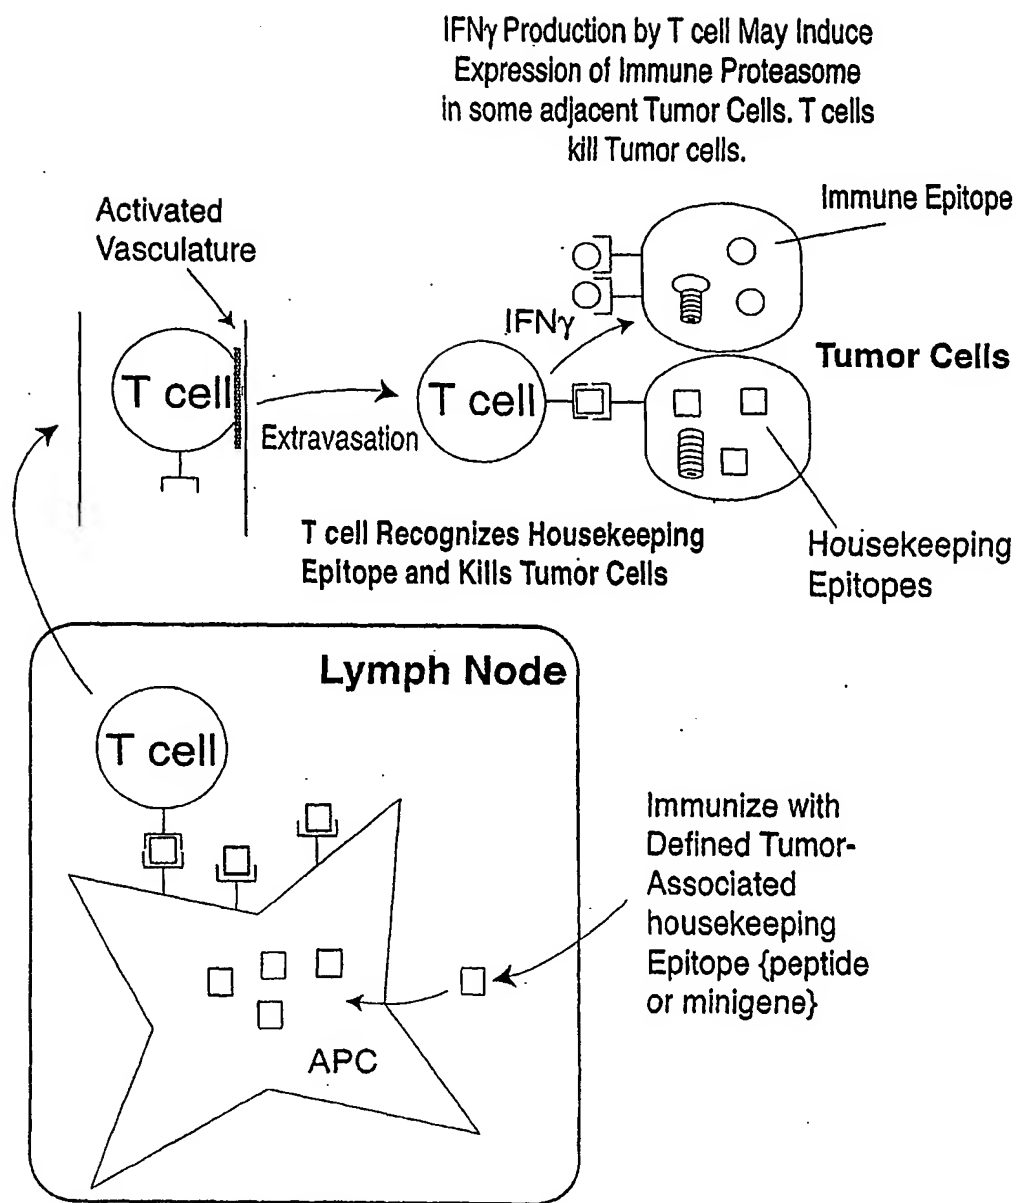 IFNγ Production by T cell May Induce
Expression of Immune Proteasome
in some adjacent Tumor Cells. T cells
kill Tumor cells.
Immune Epitope
Activated
Vasculature
IFNγ
Tumor Cells
T cell
T cell
Extravasation
T cell Recognizes Housekeeping
Epitope and Kills Tumor Cells
Housekeeping
Epitopes
Lymph Node
T cell
Immunize with
Defined Tumor-
Associated
housekeeping
Epitope {peptide
or minigene}
APC